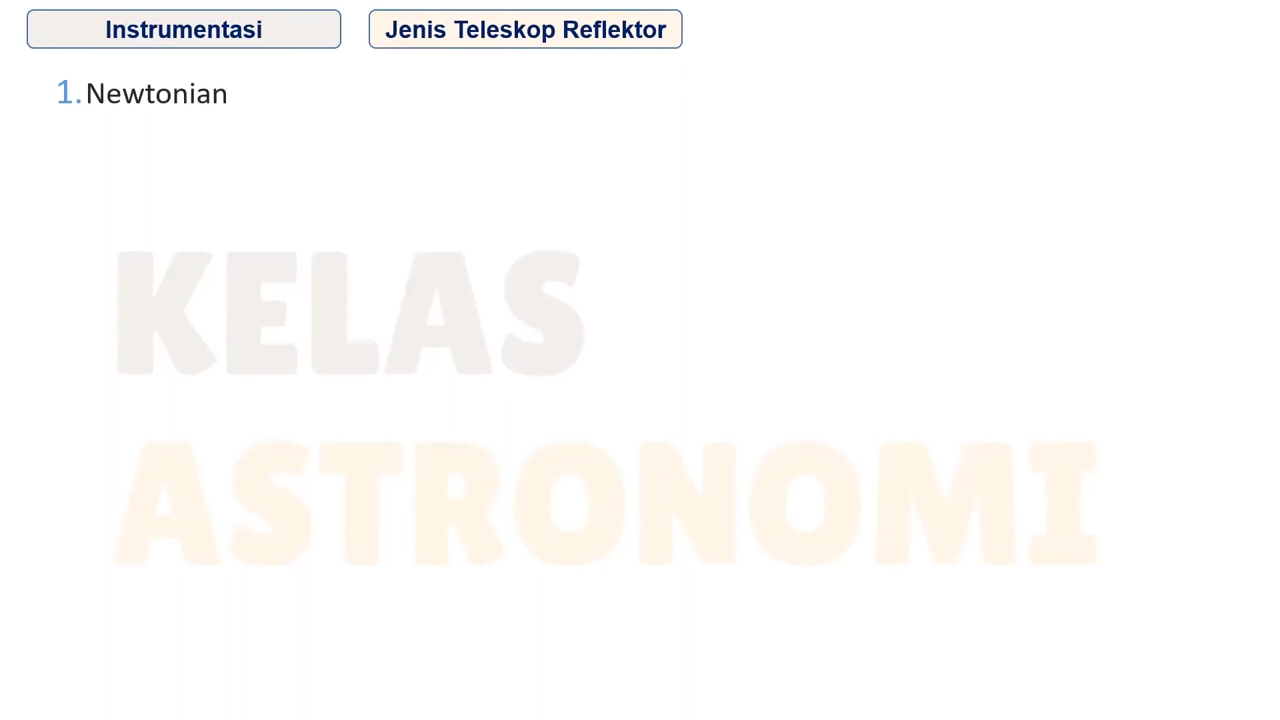 Instrumentasi
Jenis Teleskop Reflektor
1. Newtonian
KELAS
ASTRONOMI